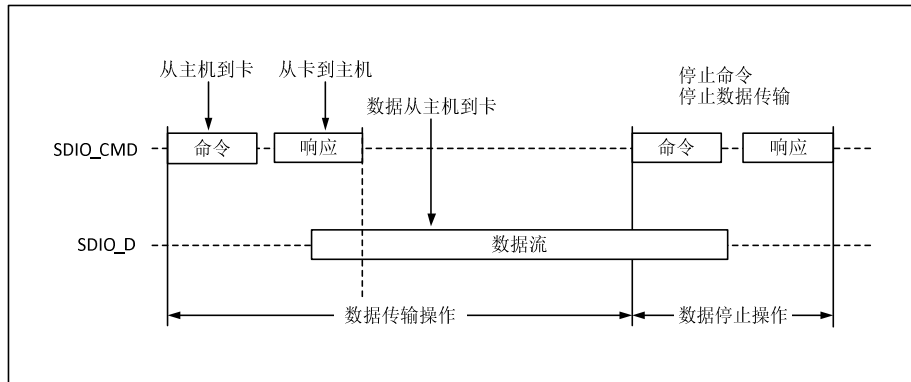 从主机到卡
从卡到主机
停止命令
停止数据传输
数据从主机到卡
SDIO_CMD
命令
响应
命令
响应
SDIO_D
数据流
数据传输操作
数据停止操作